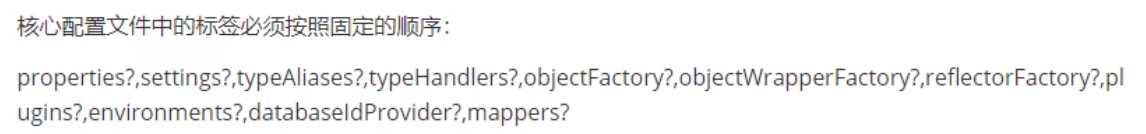 核心配置文件中的标签必须按照固定的顺序：
properties?,settings?,typeAliases?,typeHandlers?,objectFactory?,objectWrapperFactory?,reflectorFactory?,pl
ugins?,environments?,databaseIdProvider?,mappers?